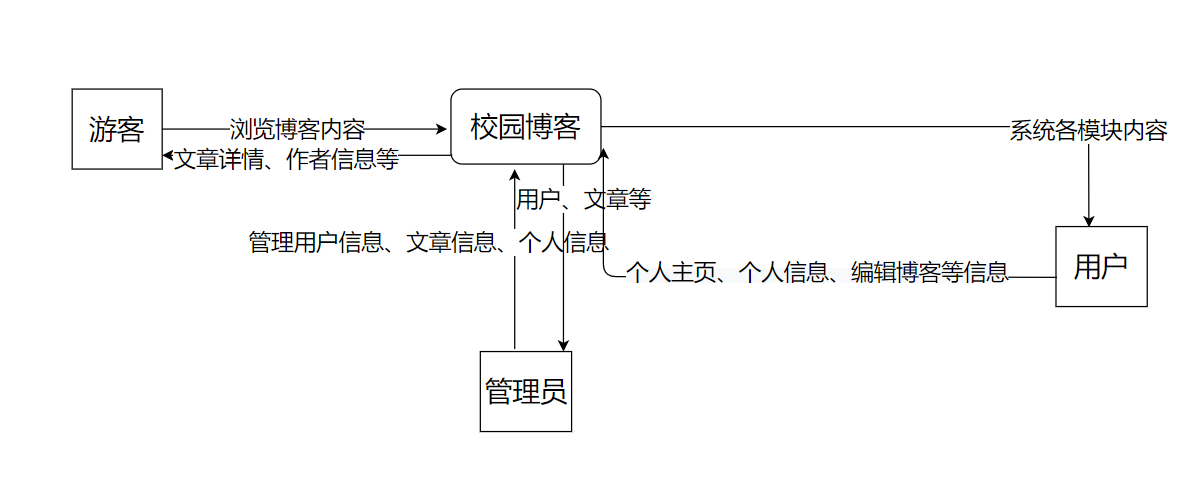 游客
浏览博客内容
校园博客
系统各模块内容
文章详情、作者信息等
用户、文章等
管理用户信息、文章信息、个人信息
个人主页、个人信息、编辑博客等信息
用户
管理员